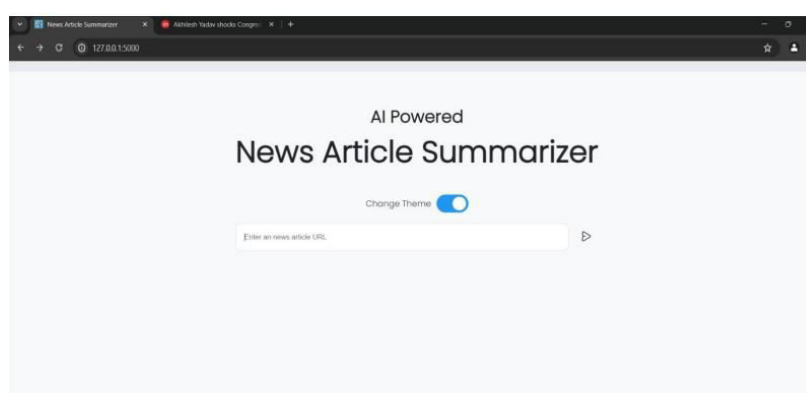 News Article Summarizer
Akhilesh Yadav shocks Congre
127.0.0.1:5000
AI Powered
News Article Summarizer
Change Theme
Enter an news article URL